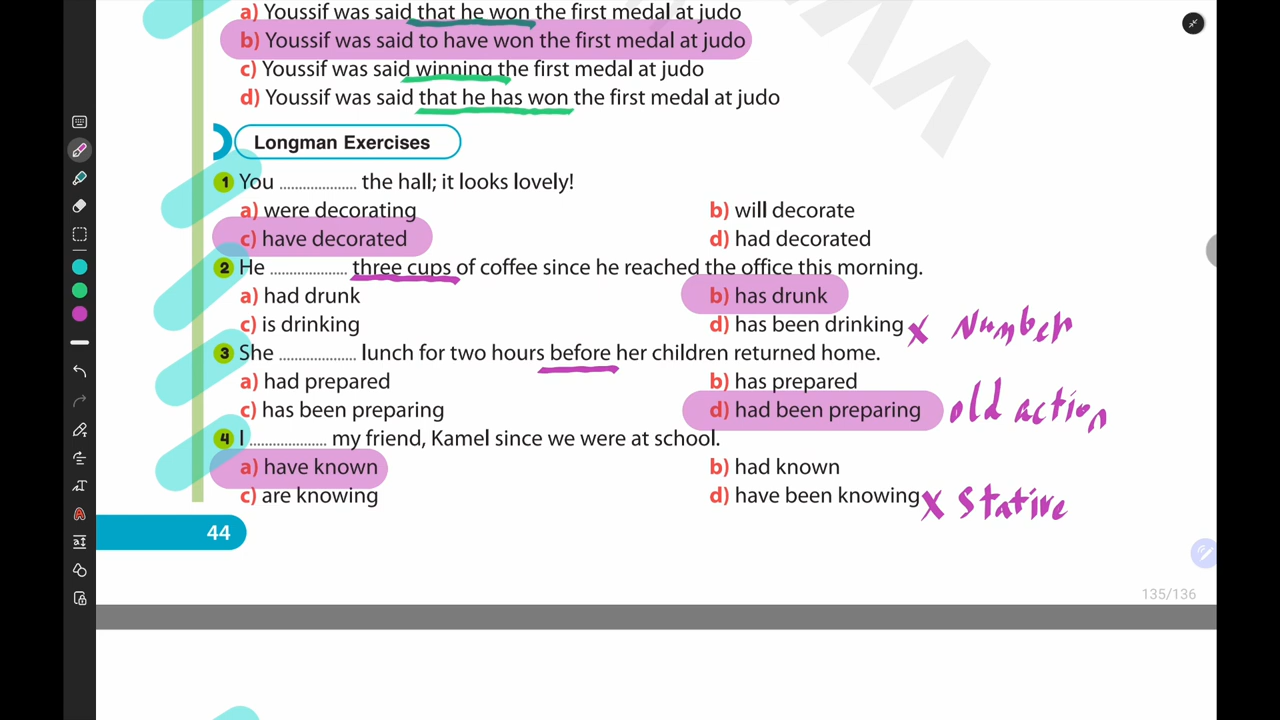 a) Youssif was said that he won the first medal at judo
b) Youssif was said to have won the first medal at judo
c) Youssif was said winning the first medal at judo
d) Youssif was said that he has won the first medal at judo
Longman Exercises
1 You ................... the hall; it looks lovely!
a) were decorating b) will decorate
c) have decorated d) had decorated
2 He ................... three cups of coffee since he reached the office this morning.
a) had drunk b) has drunk
c) is drinking d) has been drinking x Number
3 She ................... lunch for two hours before her children returned home.
a) had prepared b) has prepared
c) has been preparing d) had been preparing old action
4 I ................... my friend, Kamel since we were at school.
a) have known b) had known
c) are knowing d) have been knowing x Stative
44
135/136